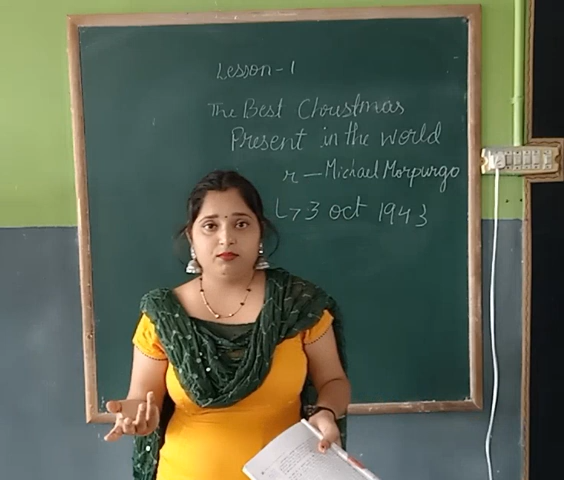 Lesson - 1
The Best Christmas
Present in the world
r — Michael Morpurgo
↳ 3 oct 1943